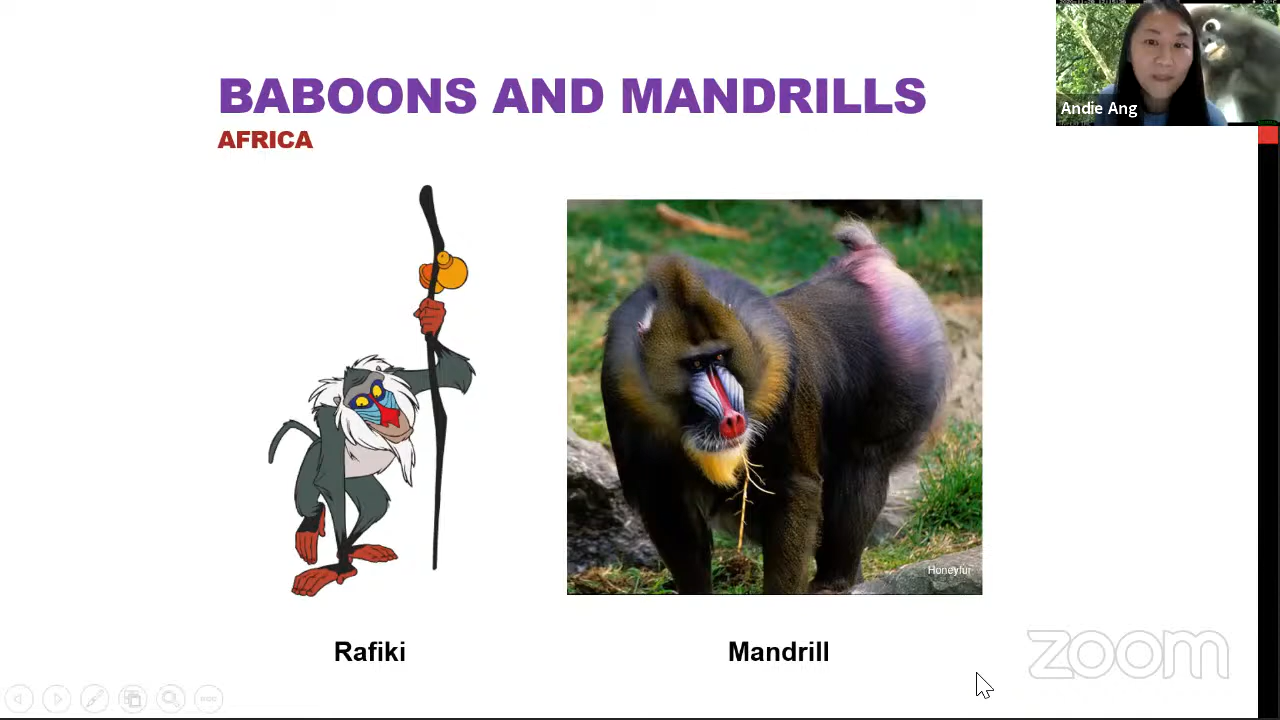 BABOONS AND MANDRILLS
AFRICA
Andie Ang
Honeyfur
Rafiki
Mandrill
zoom